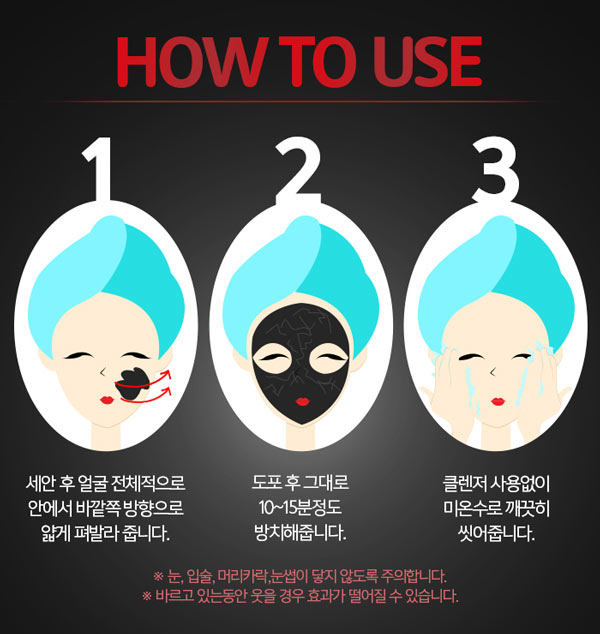 HOW TO USE
1
2
3
세안 후 얼굴 전체적으로
안에서 바깥쪽 방향으로
얇게 펴발라 줍니다.
도포 후 그대로
10~15분정도
방치해줍니다.
클렌저 사용없이
미온수로 깨끗히
씻어줍니다.
※ 눈, 입술, 머리카락,눈썹이 닿지 않도록 주의합니다.
※ 바르고 있는동안 웃을 경우 효과가 떨어질 수 있습니다.